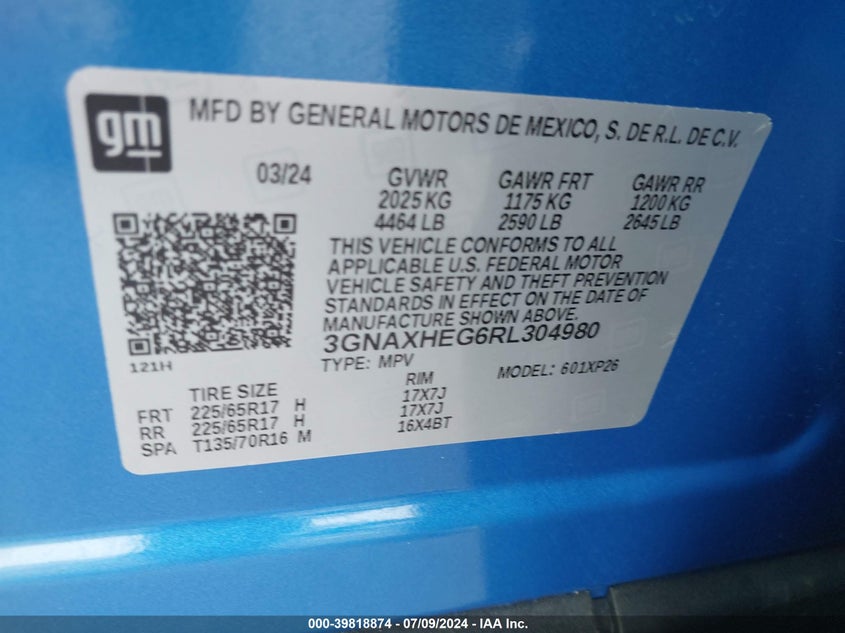 gm
MFD BY GENERAL MOTORS DE MEXICO, S. DE R.L. DE C.V.
03/24 GVWR GAWR FRT GAWR RR
2025 KG 1175 KG 1200 KG
4464 LB 2590 LB 2645 LB
THIS VEHICLE CONFORMS TO ALL
APPLICABLE U.S. FEDERAL MOTOR
VEHICLE SAFETY AND THEFT PREVENTION
STANDARDS IN EFFECT ON THE DATE OF
MANUFACTURE SHOWN ABOVE.
3GNAXHEG6RL304980
121H TYPE: MPV MODEL: 601XP26
TIRE SIZE RIM
FRT 225/65R17 H 17X7J
RR 225/65R17 H 17X7J
SPA T135/70R16 M 16X4BT
000-39818874 / 07/09/2024 / IAAI.com